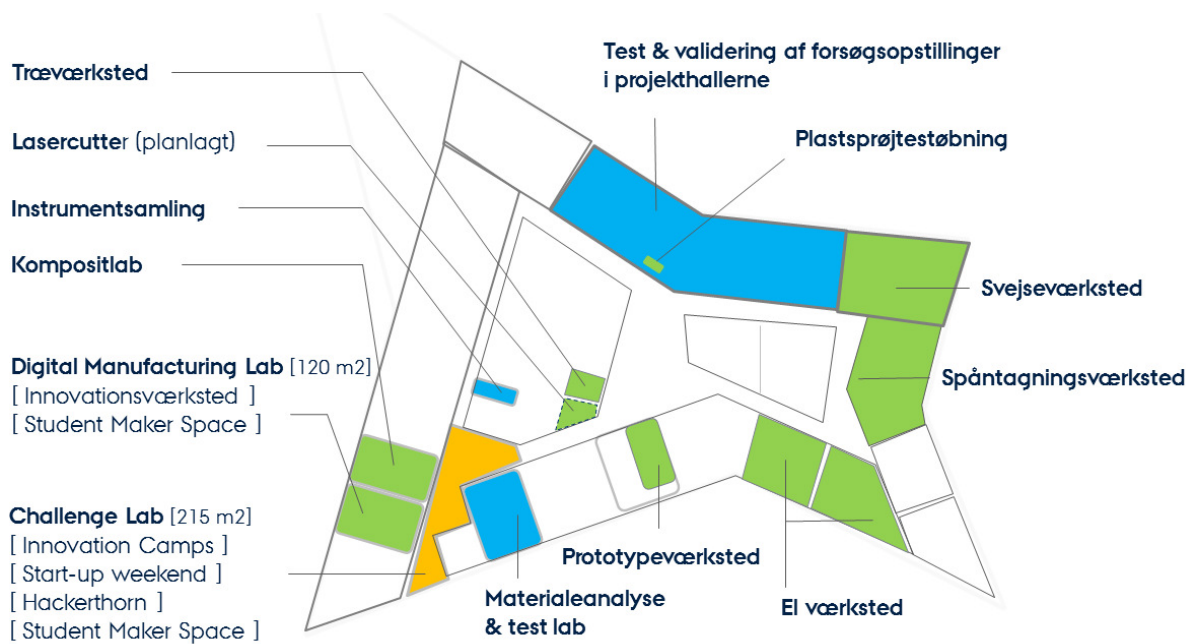 Træværksted
Lasercutter (planlagt)
Instrumentsamling
Kompositlab
Digital Manufacturing Lab [120 m2]
[ Innovationsværksted ]
[ Student Maker Space ]
Challenge Lab [215 m2]
[ Innovation Camps ]
[ Start-up weekend ]
[ Hackerthorn ]
[ Student Maker Space ]
Test & validering af forsøgsopstillinger
i projekthallerne
Plastsprøjtestøbning
Svejseværksted
Spåntagningsværksted
El værksted
Prototypeværksted
Materialeanalyse
& test lab